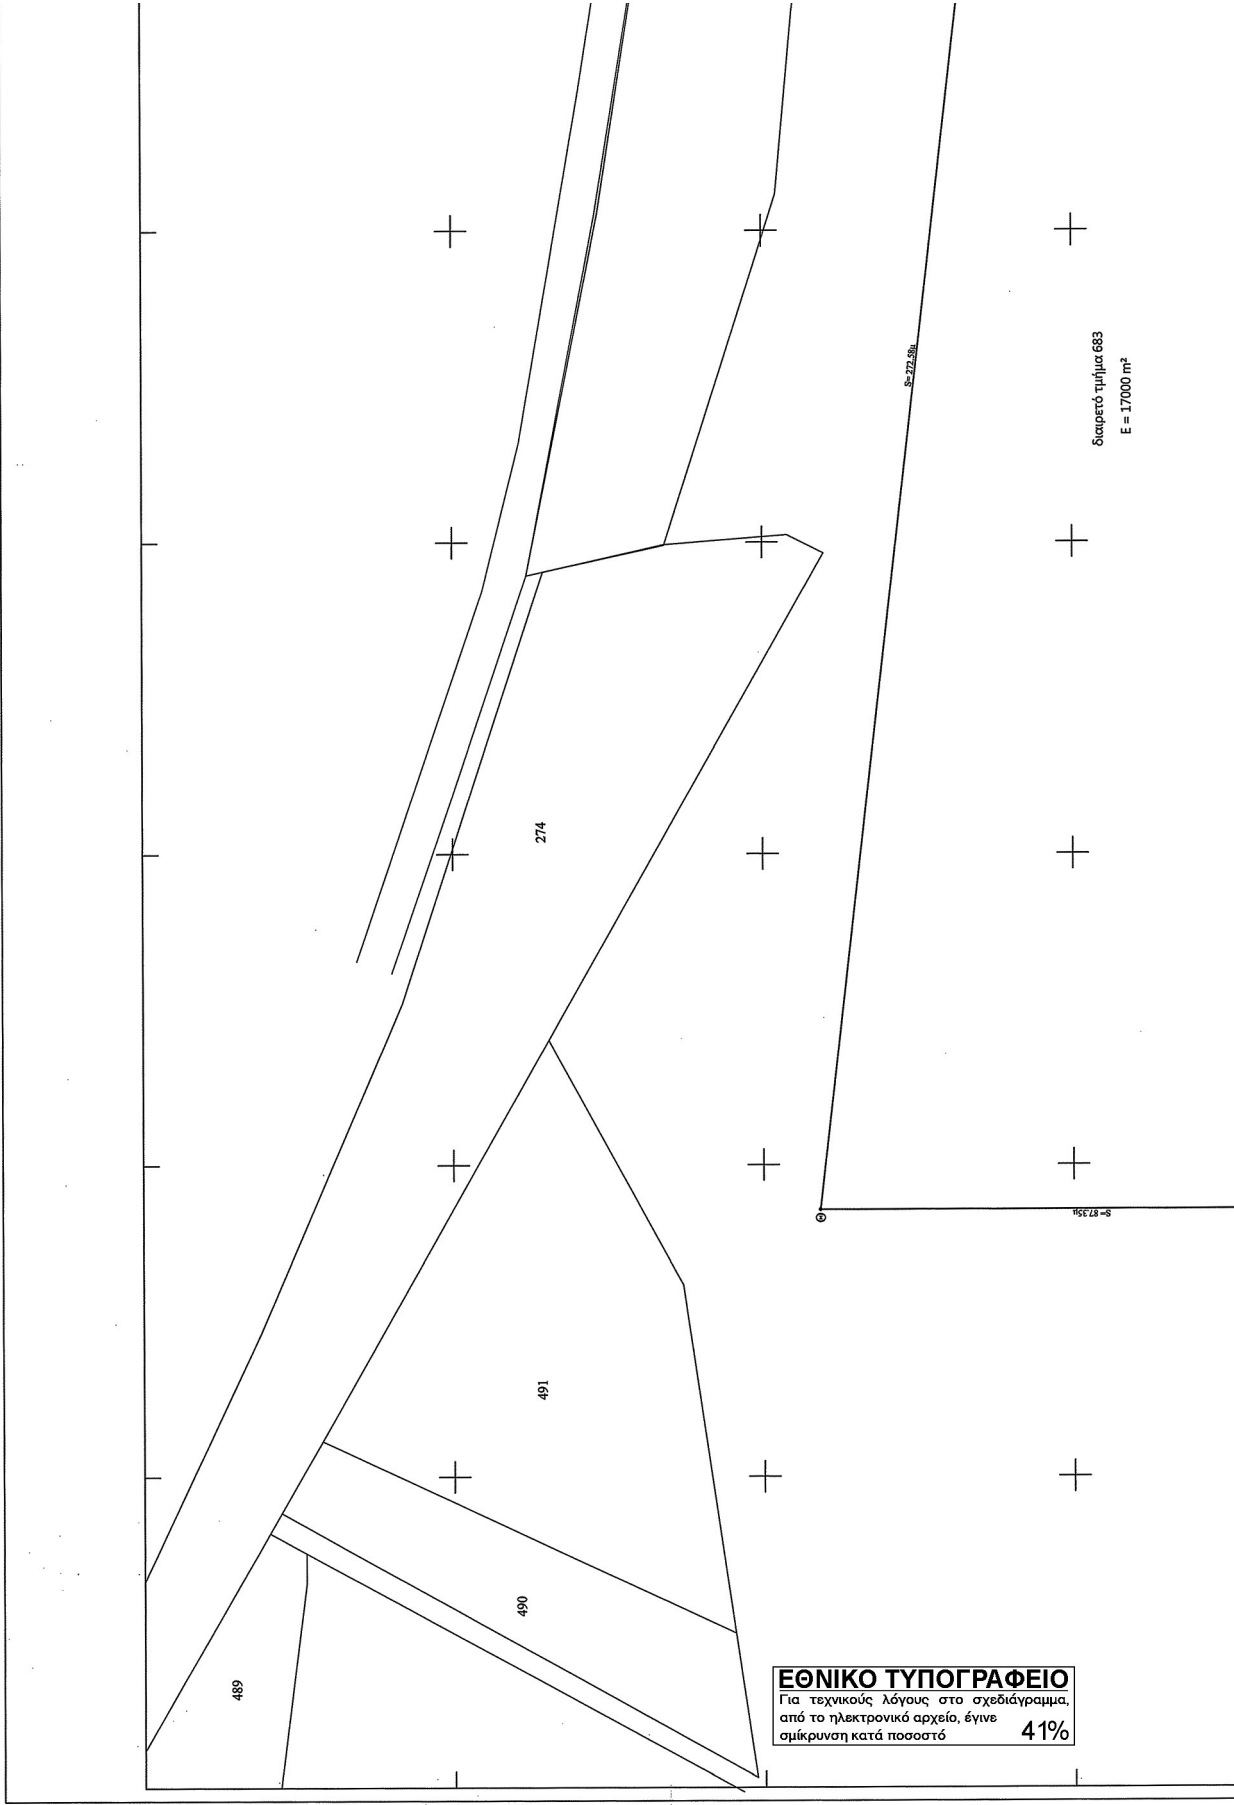 S= 272.58μ
διαιρετό τμήμα 683
E = 17000 m²
274
Θ
S= 87.35μ
491
490
489
ΕΘΝΙΚΟ ΤΥΠΟΓΡΑΦΕΙΟ
Για τεχνικούς λόγους στο σχεδιάγραμμα,
από το ηλεκτρονικό αρχείο, έγινε
σμίκρυνση κατά ποσοστό 41%